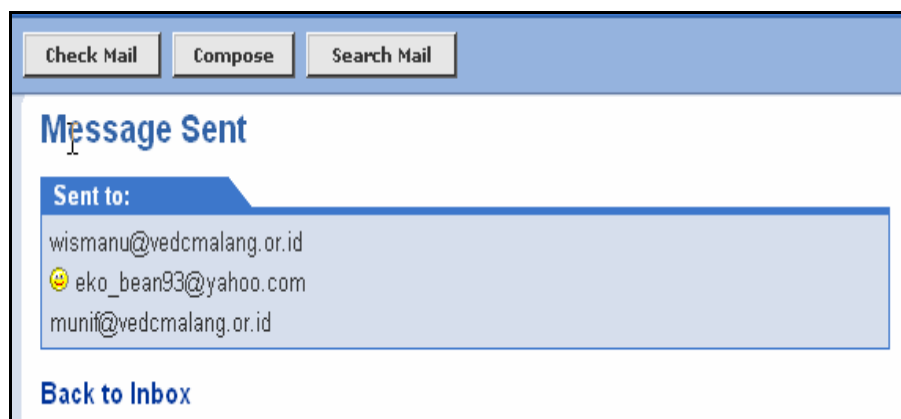 Check Mail Compose Search Mail
Message Sent
Sent to:
wismanu@vedcmalang.or.id
eko_bean93@yahoo.com
munif@vedcmalang.or.id
Back to Inbox